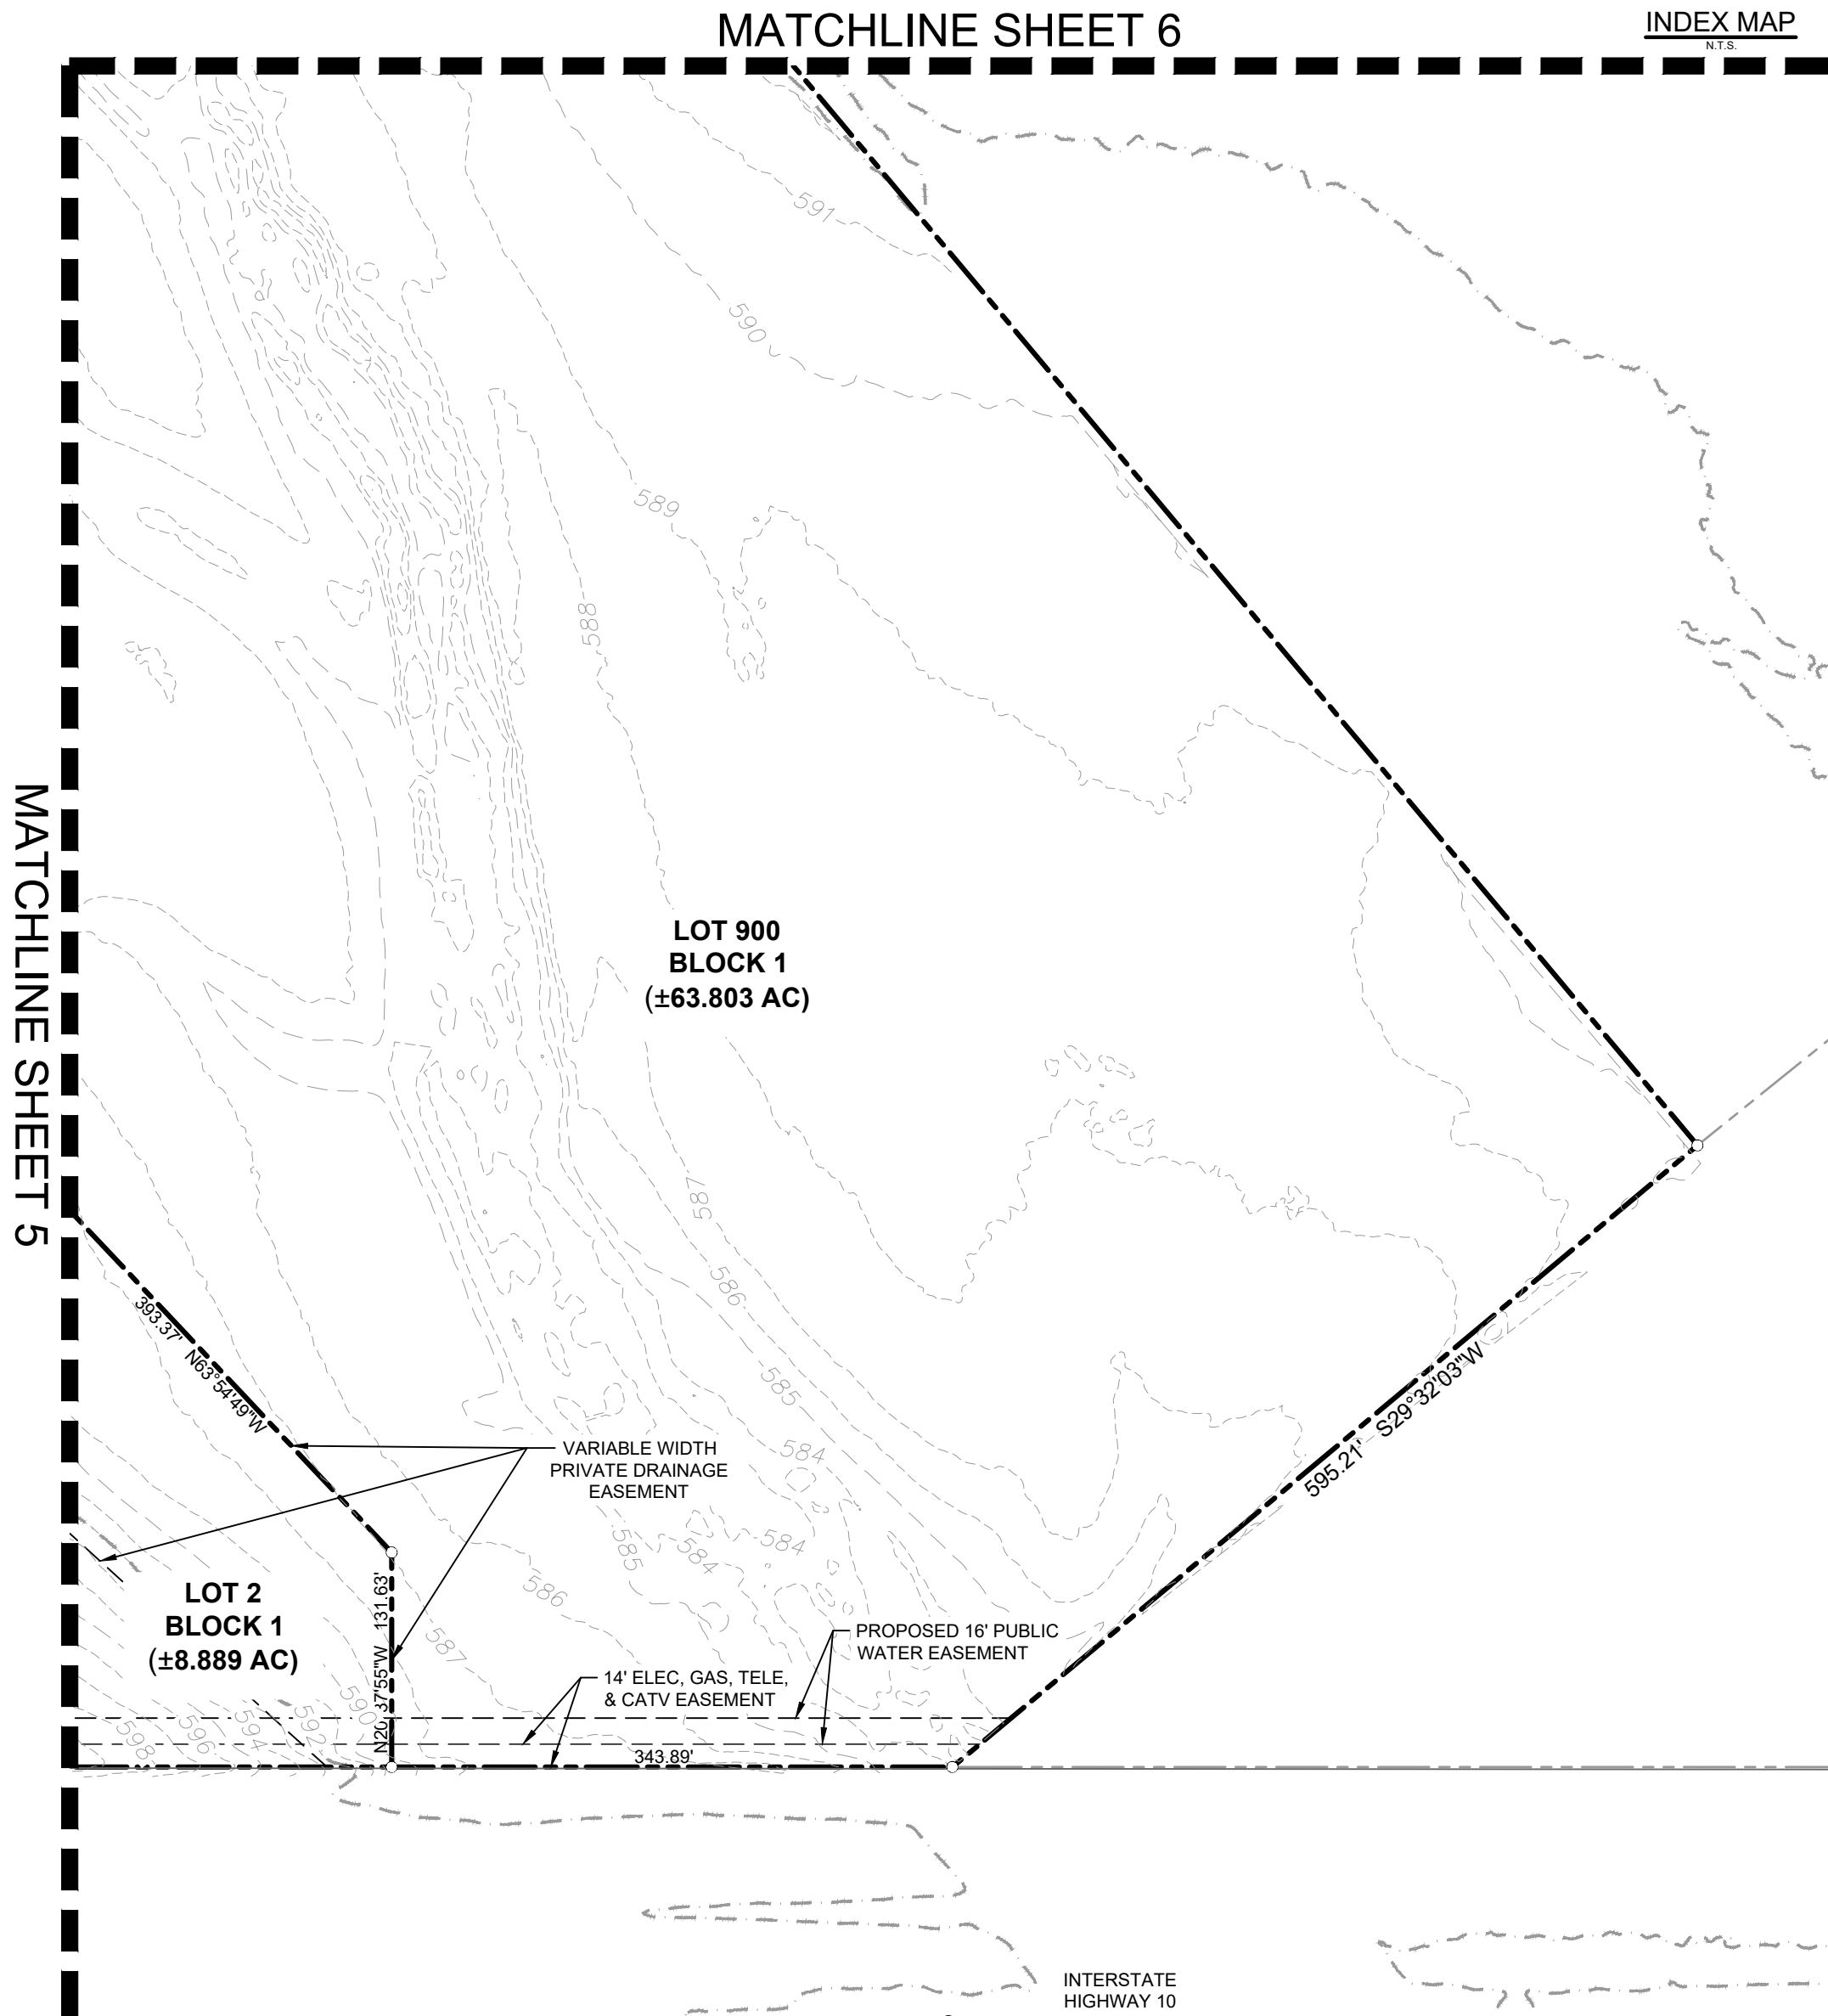 MATCHLINE SHEET 6
INDEX MAP
N.T.S.
591
590
589
588
MATCHLINE SHEET 5
LOT 900
BLOCK 1
(±63.803 AC)
587
586
585
584
393.37' N63°54'49"W
595.21' S29°32'03"W
VARIABLE WIDTH
PRIVATE DRAINAGE
EASEMENT
585
584
584
586
587
LOT 2
BLOCK 1
(±8.889 AC)
N20°37'55"W 131.63'
PROPOSED 16' PUBLIC
WATER EASEMENT
14' ELEC, GAS, TELE,
& CATV EASEMENT
598
596
594
592
590
343.89'
INTERSTATE
HIGHWAY 10